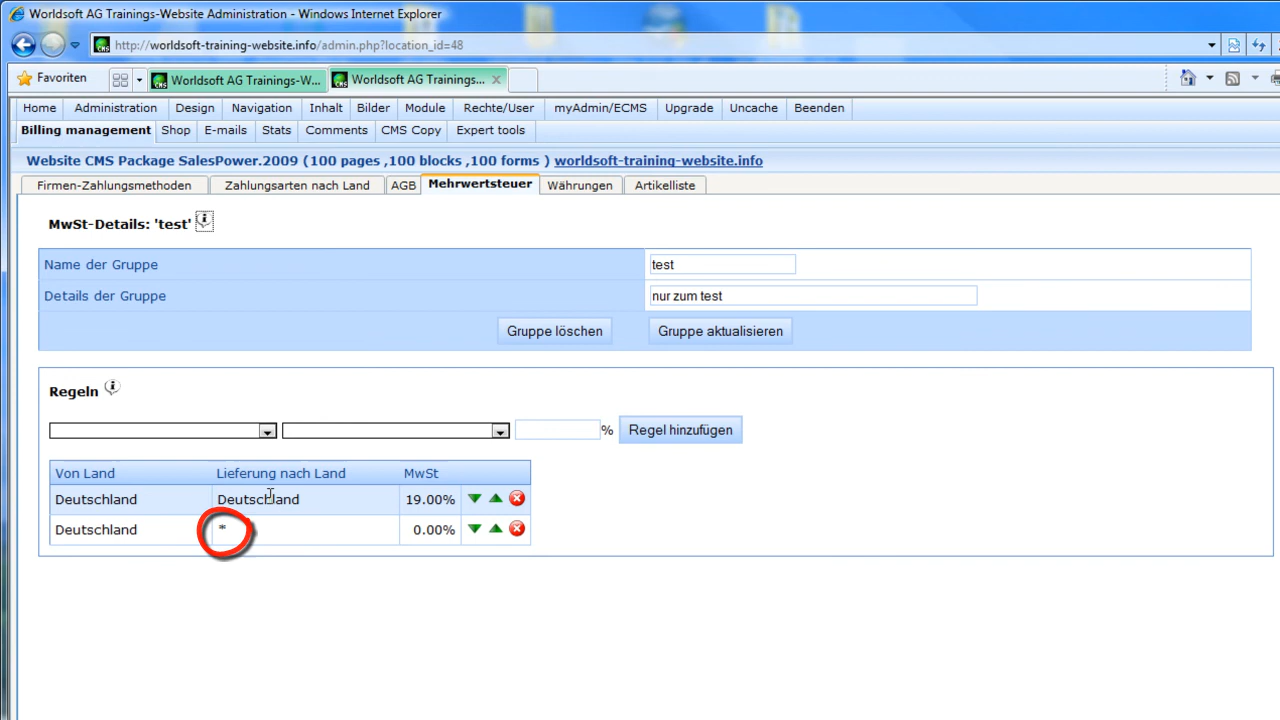 Worldsoft AG Trainings-Website Administration - Windows Internet Explorer
http://worldsoft-training-website.info/admin.php?location_id=48
Favoriten Worldsoft AG Trainings-W... Worldsoft AG Trainings...
Home Administration Design Navigation Inhalt Bilder Module Rechte/User myAdmin/ECMS Upgrade Uncache Beenden
Billing management Shop E-mails Stats Comments CMS Copy Expert tools
Website CMS Package SalesPower.2009 (100 pages ,100 blocks ,100 forms ) worldsoft-training-website.info
Firmen-Zahlungsmethoden Zahlungsarten nach Land AGB Mehrwertsteuer Währungen Artikelliste
MwSt-Details: 'test'
Name der Gruppe test
Details der Gruppe nur zum test
Gruppe löschen Gruppe aktualisieren
Regeln
% Regel hinzufügen
Von Land Lieferung nach Land MwSt
Deutschland Deutschland 19.00%
Deutschland * 0.00%